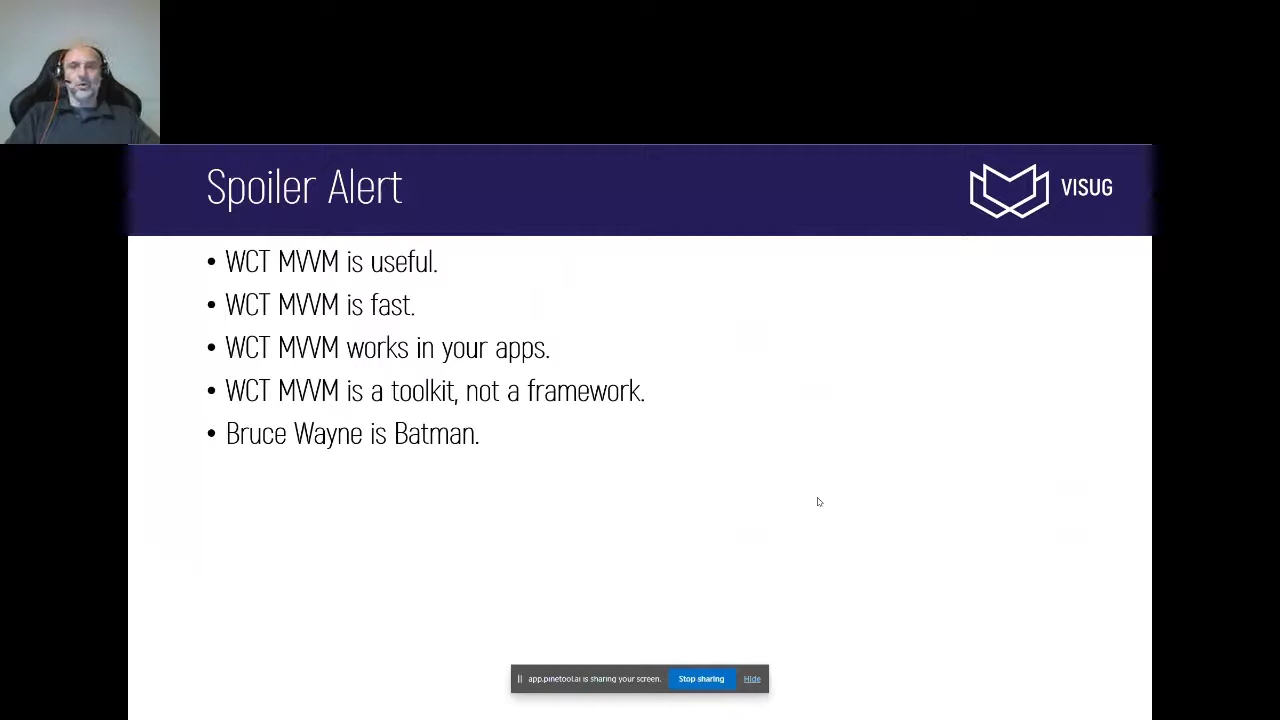 Spoiler Alert
VISUG
• WCT MVVM is useful.
• WCT MVVM is fast.
• WCT MVVM works in your apps.
• WCT MVVM is a toolkit, not a framework.
• Bruce Wayne is Batman.
app.pinetool.ai is sharing your screen. Stop sharing Hide